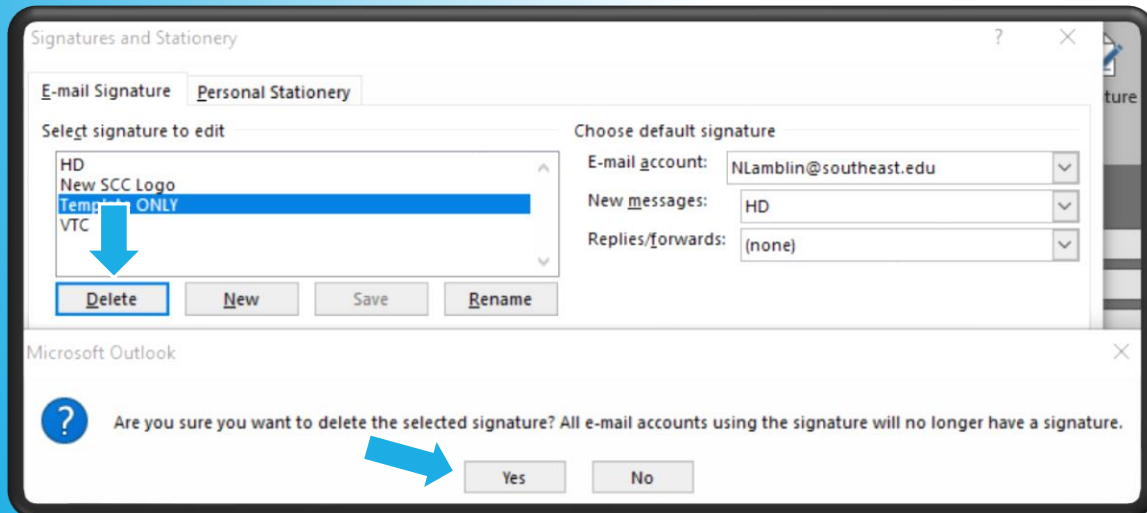 Signatures and Stationery ?
ture
E-mail Signature Personal Stationery
Select signature to edit
HD
New SCC Logo
Template ONLY
VTC
Delete New Save Rename
Choose default signature
E-mail account: NLamblin@southeast.edu
New messages: HD
Replies/forwards: (none)
Microsoft Outlook
?
Are you sure you want to delete the selected signature? All e-mail accounts using the signature will no longer have a signature.
Yes No